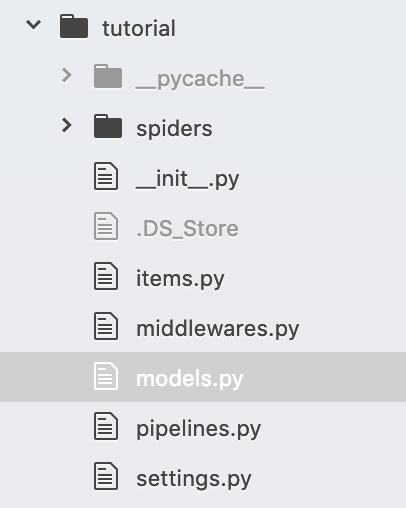 tutorial
__pycache__
spiders
__init__.py
.DS_Store
items.py
middlewares.py
models.py
pipelines.py
settings.py